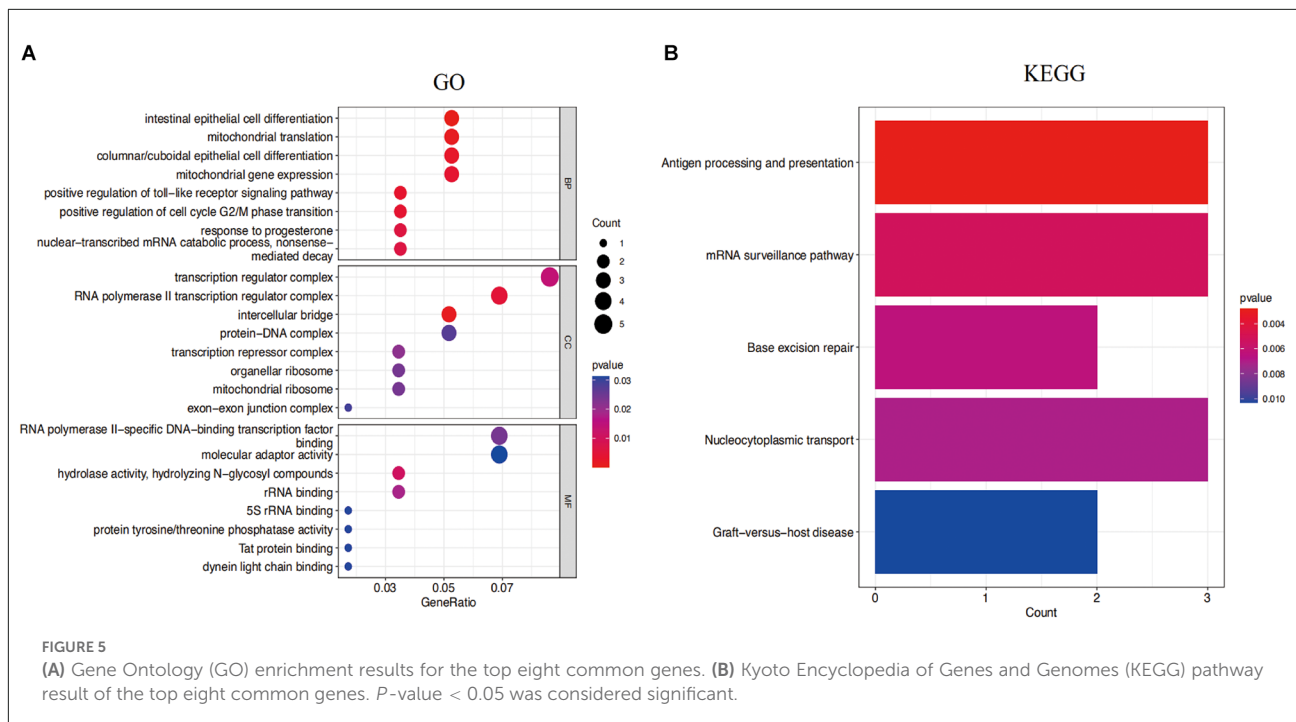 A
GO
intestinal epithelial cell differentiation
mitochondrial translation
columnar/cuboidal epithelial cell differentiation
mitochondrial gene expression
positive regulation of toll−like receptor signaling pathway
positive regulation of cell cycle G2/M phase transition
response to progesterone
nuclear−transcribed mRNA catabolic process, nonsense−
mediated decay
BP
transcription regulator complex
RNA polymerase II transcription regulator complex
intercellular bridge
protein−DNA complex
transcription repressor complex
organellar ribosome
mitochondrial ribosome
exon−exon junction complex
CC
RNA polymerase II−specific DNA−binding transcription factor
binding
molecular adaptor activity
hydrolase activity, hydrolyzing N−glycosyl compounds
rRNA binding
5S rRNA binding
protein tyrosine/threonine phosphatase activity
Tat protein binding
dynein light chain binding
MF
0.03 0.05 0.07
GeneRatio
Count
1
2
3
4
5
pvalue
0.03
0.02
0.01
B
KEGG
Antigen processing and presentation
mRNA surveillance pathway
Base excision repair
Nucleocytoplasmic transport
Graft−versus−host disease
0 1 2 3
Count
pvalue
0.004
0.006
0.008
0.010
FIGURE 5
(A) Gene Ontology (GO) enrichment results for the top eight common genes. (B) Kyoto Encyclopedia of Genes and Genomes (KEGG) pathway
result of the top eight common genes. P-value < 0.05 was considered significant.